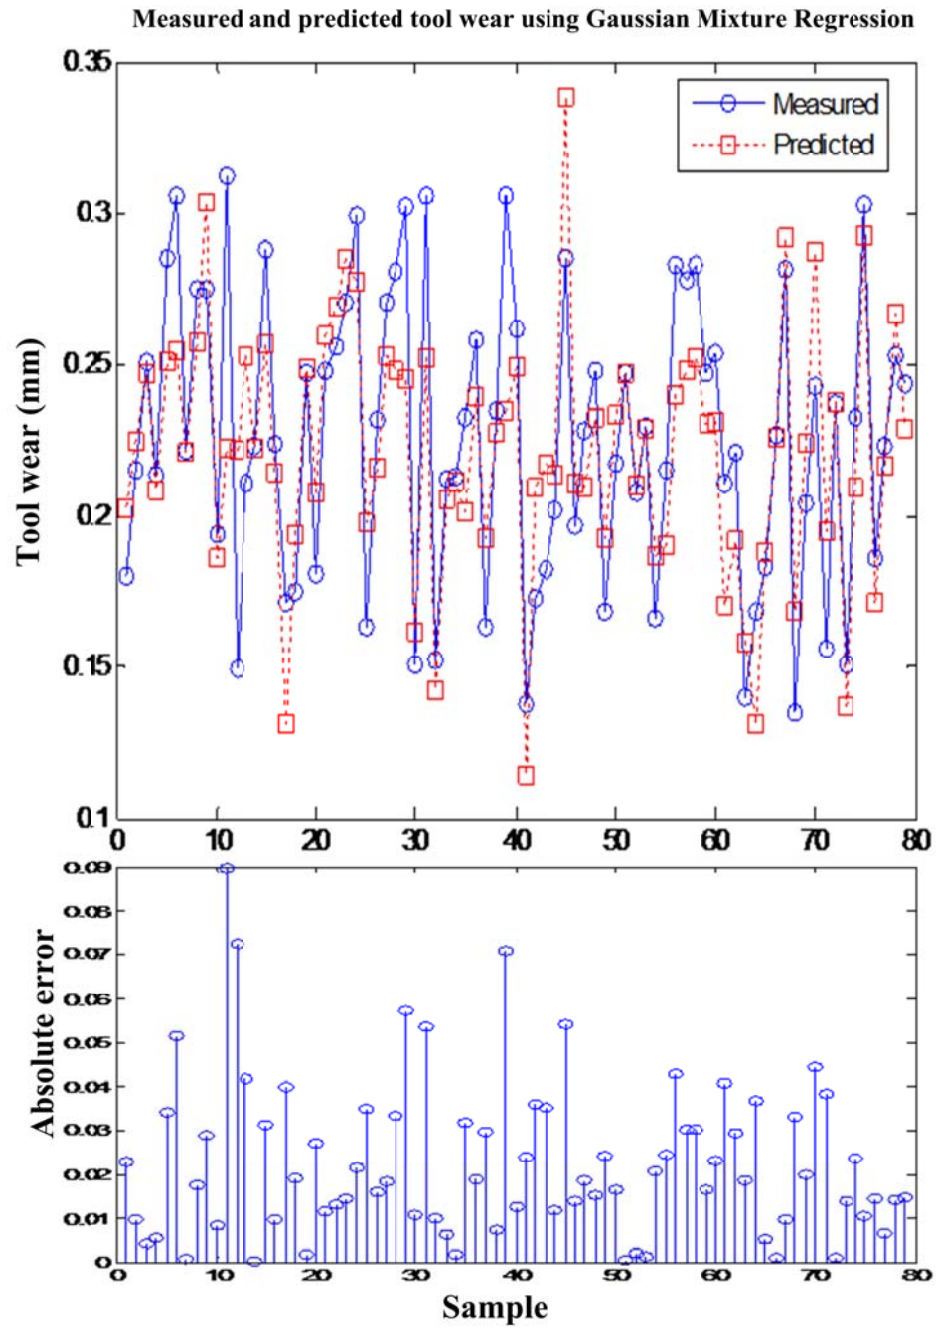 Measured and predicted tool wear using Gaussian Mixture Regression
0.35
Measured
Predicted
0.3
0.25
Tool wear (mm)
0.2
0.15
0.1
0 10 20 30 40 50 60 70 80
0.09
0.08
0.07
0.06
0.05
Absolute error
0.04
0.03
0.02
0.01
0
0 10 20 30 40 50 60 70 80
Sample